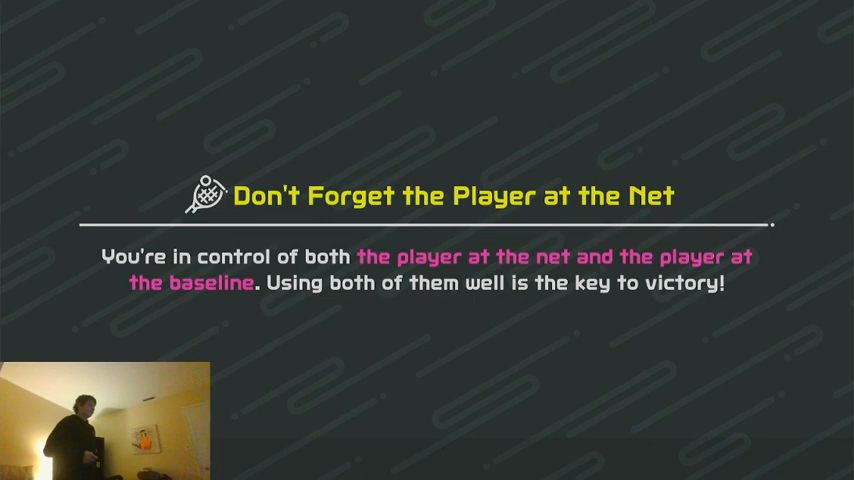 Don't Forget the Player at the Net
You're in control of both the player at the net and the player at
the baseline. Using both of them well is the key to victory!